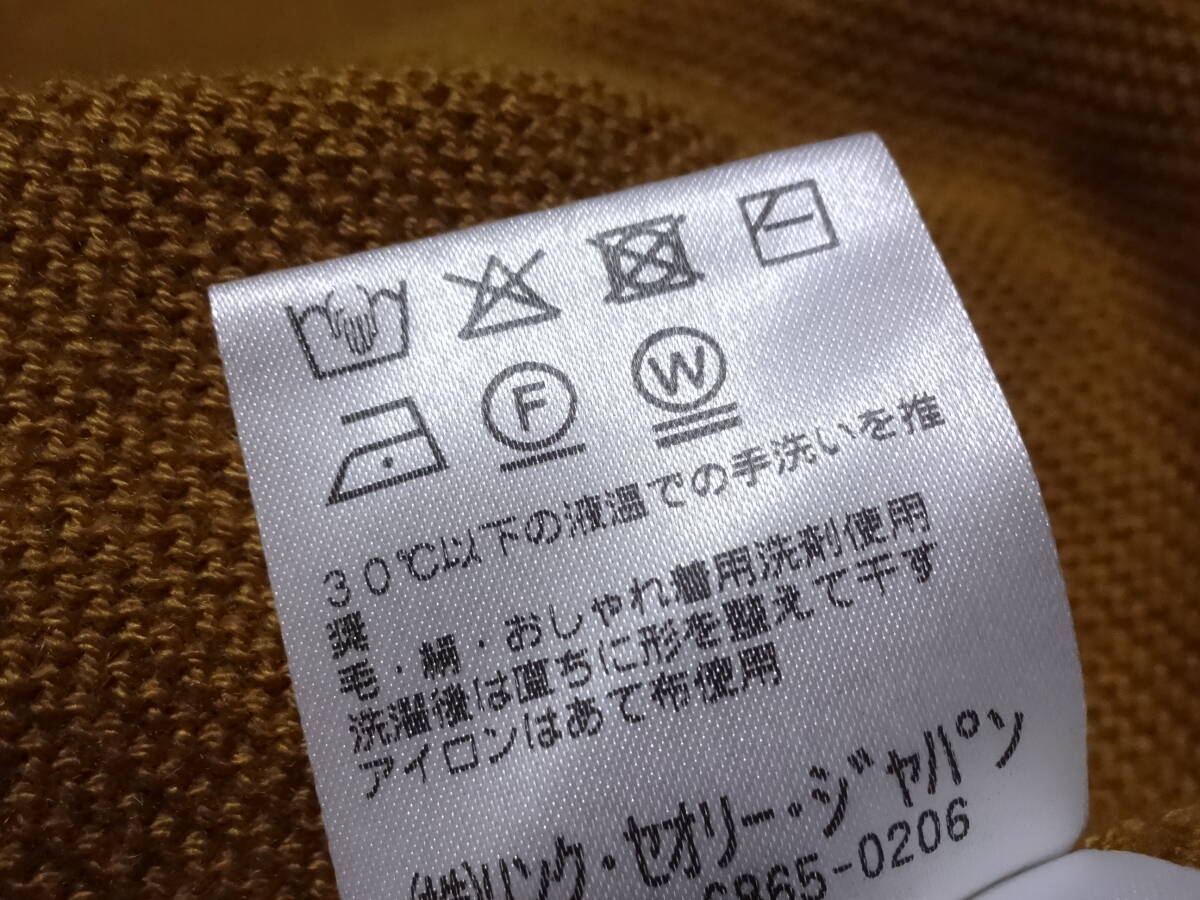 F W
30℃以下の液温での手洗いを推
奨
毛・絹・おしゃれ着用洗剤使用
洗濯後は直ちに形を整えて干す
アイロンはあて布使用
(株)リンク・セオリー・ジャパン
6865-0206